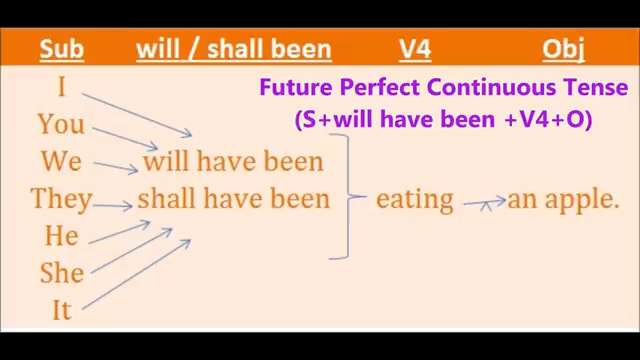 Sub will / shall been V4 Obj
I
Future Perfect Continuous Tense
You
(S+will have been +V4+O)
We will have been
They shall have been eating an apple.
He
She
It